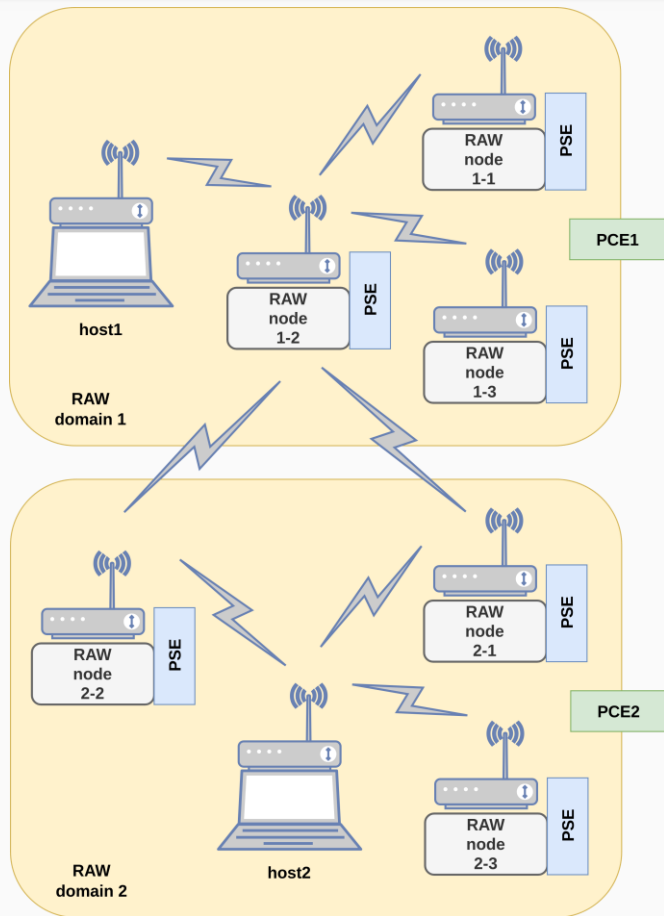 RAW
node
1-1
PSE
PCE1
host1
RAW
node
1-2
PSE
RAW
node
1-3
PSE
RAW
domain 1
RAW
node
2-1
PSE
RAW
node
2-2
PSE
PCE2
host2
RAW
node
2-3
PSE
RAW
domain 2